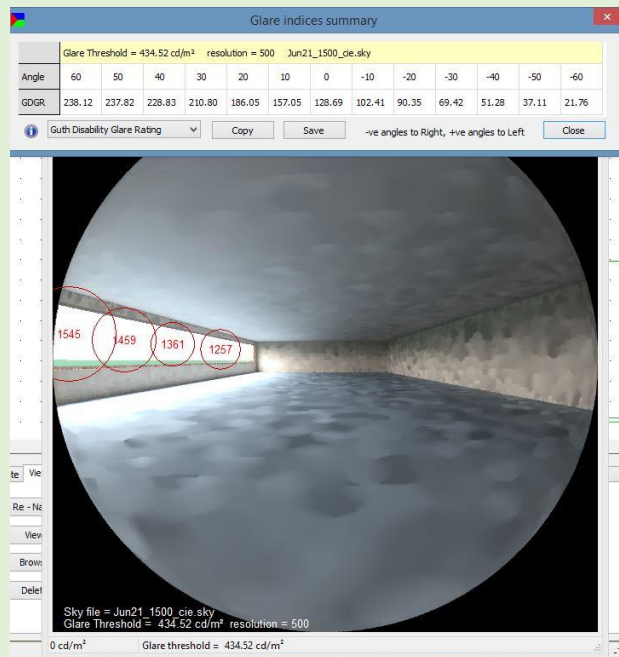 Glare indices summary
Glare Threshold = 434.52 cd/m² resolution = 500 Jun21_1500_cie.sky
Angle 60 50 40 30 20 10 0 -10 -20 -30 -40 -50 -60
GDGR 238.12 237.82 228.83 210.80 186.05 157.05 128.69 102.41 90.35 69.42 51.28 37.11 21.76
Guth Disability Glare Rating Copy Save -ve angles to Right, +ve angles to Left Close
1545 1459 1361 1257
te Vie
Re - Na
View
Brows
Delet
Sky file = Jun21_1500_cie.sky
Glare Threshold = 434.52 cd/m² resolution = 500
0 cd/m² Glare threshold = 434.52 cd/m²